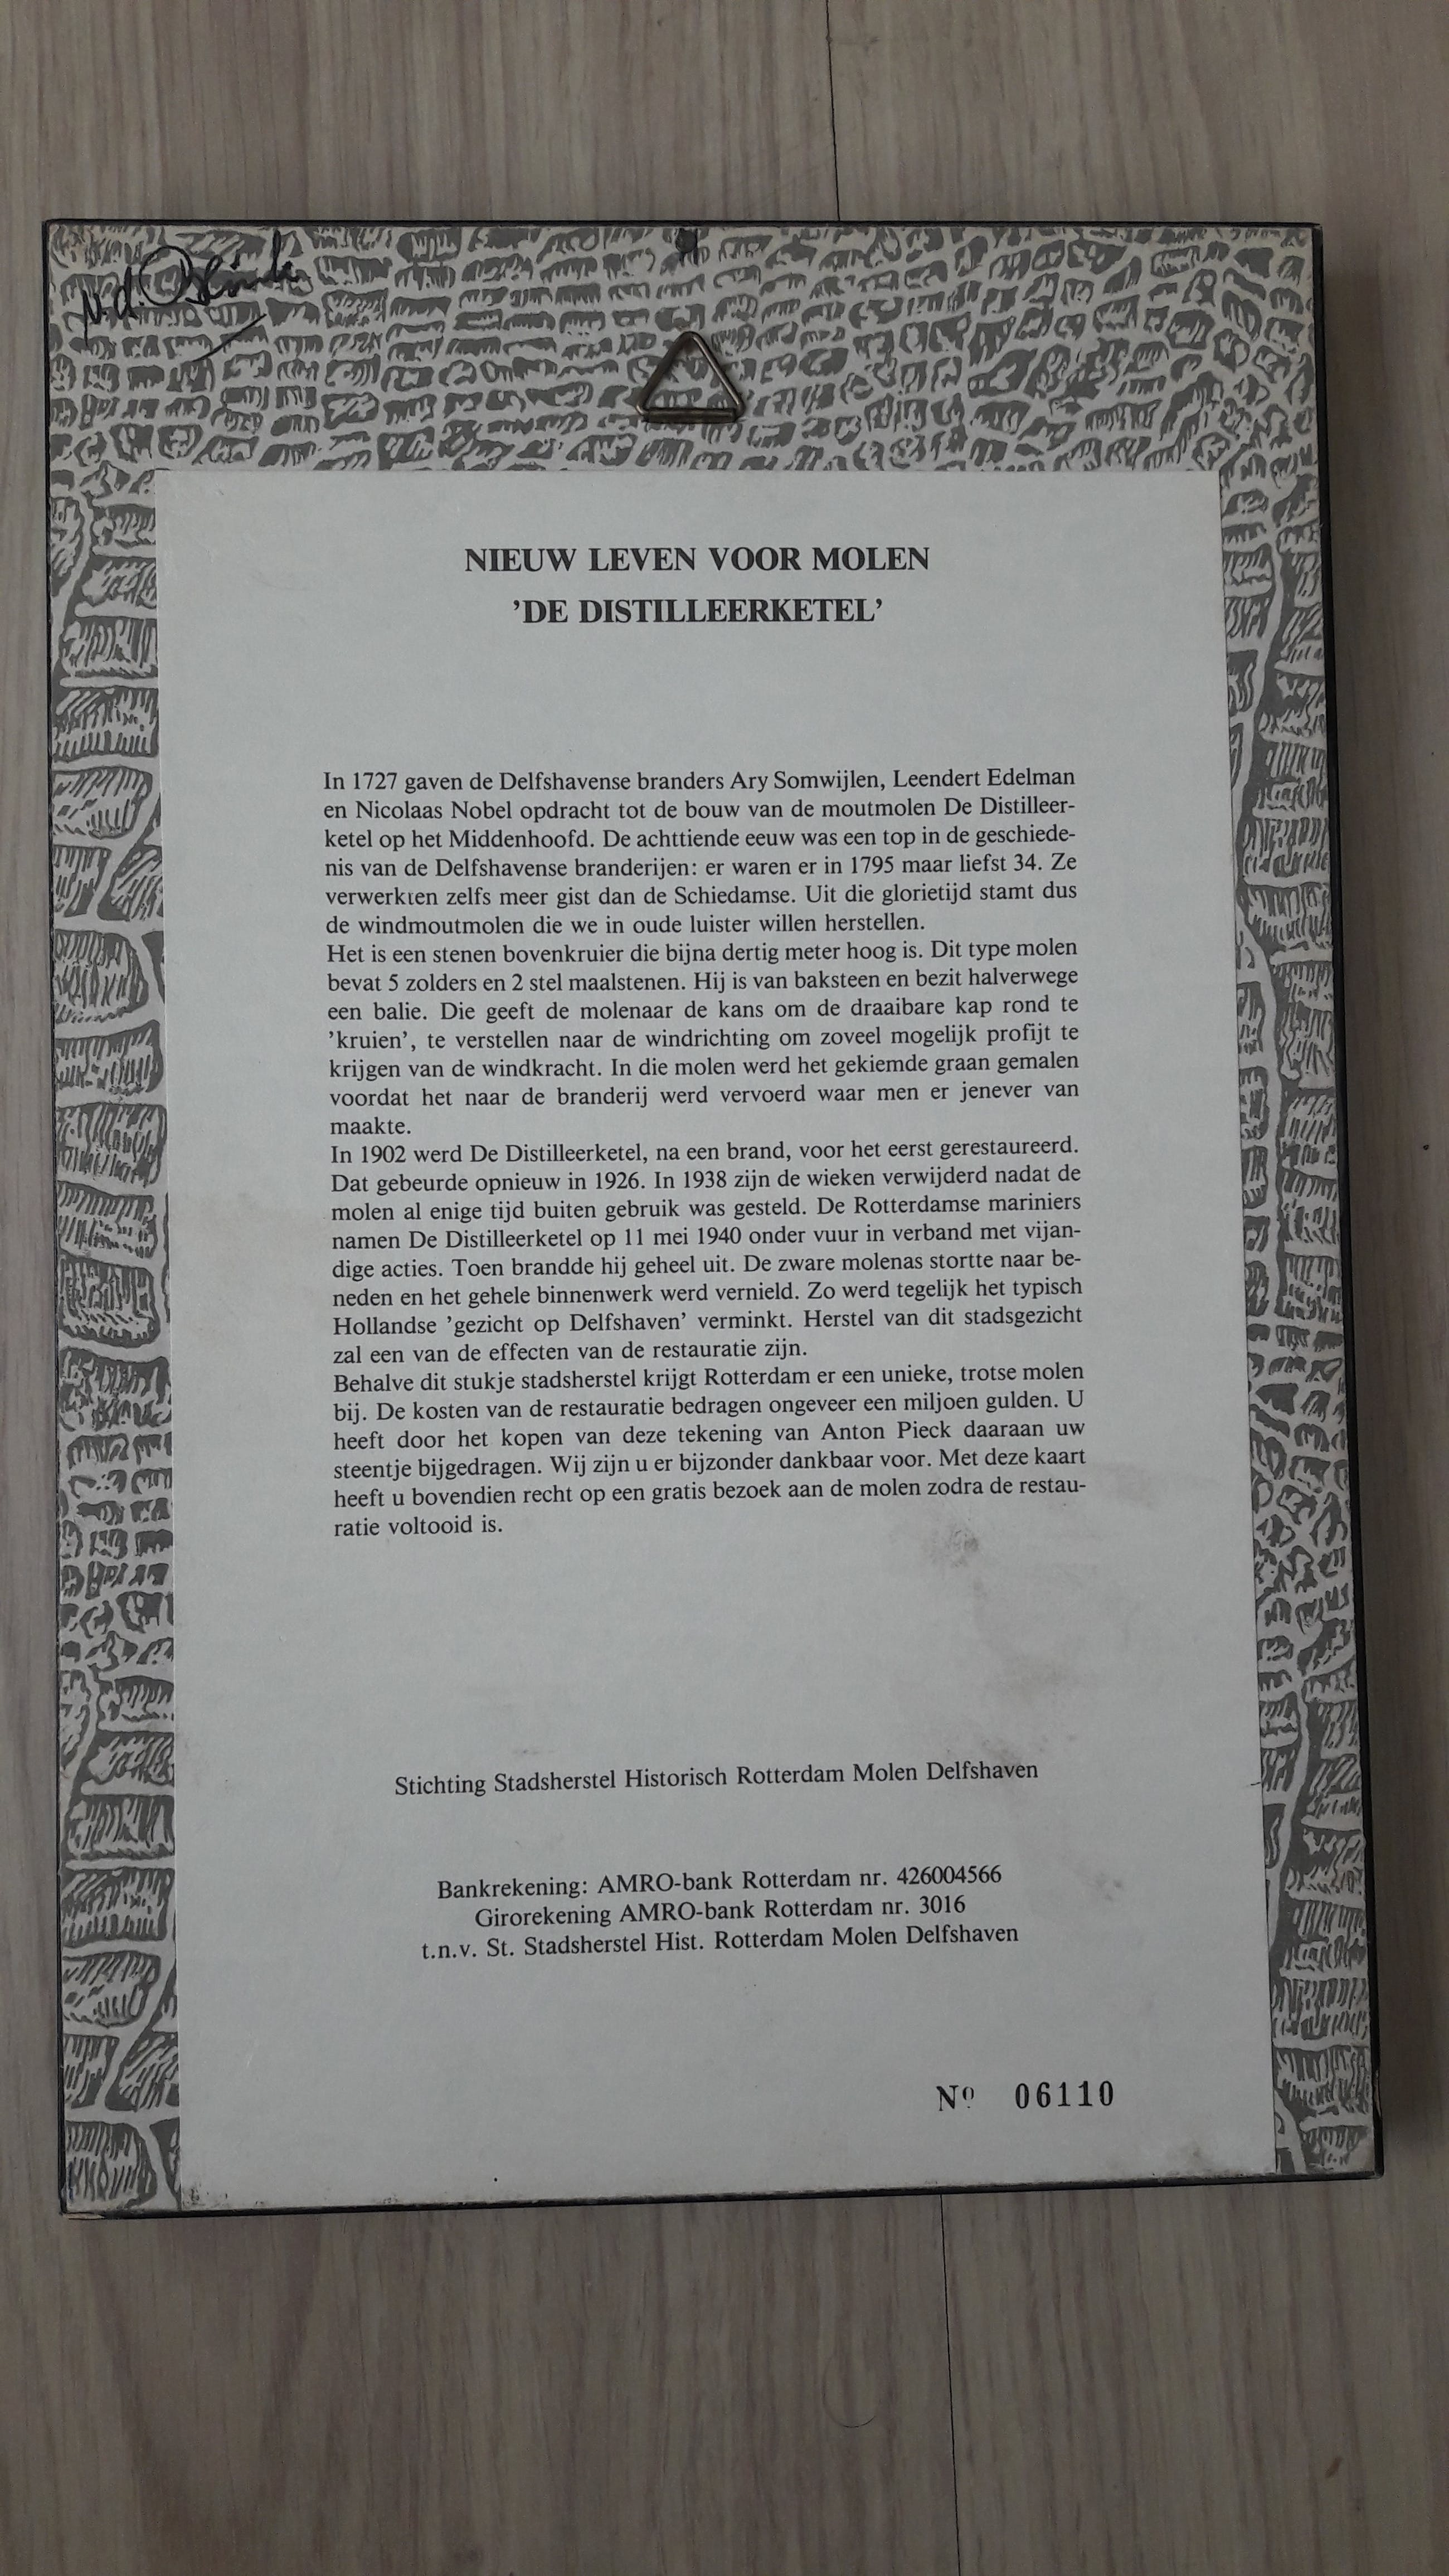 NIEUW LEVEN VOOR MOLEN
'DE DISTILLEERKETEL'
In 1727 gaven de Delfshavense branders Ary Somwijlen, Leendert Edelman
en Nicolaas Nobel opdracht tot de bouw van de moutmolen De Distilleer-
ketel op het Middenhoofd. De achttiende eeuw was een top in de geschiede-
nis van de Delfshavense branderijen: er waren er in 1795 maar liefst 34. Ze
verwerkten zelfs meer gist dan de Schiedamse. Uit die glorietijd stamt dus
de windmoutmolen die we in oude luister willen herstellen.
Het is een stenen bovenkruier die bijna dertig meter hoog is. Dit type molen
bevat 5 zolders en 2 stel maalstenen. Hij is van baksteen en bezit halverwege
een balie. Die geeft de molenaar de kans om de draaibare kap rond te
'kruien', te verstellen naar de windrichting om zoveel mogelijk profijt te
krijgen van de windkracht. In die molen werd het gekiemde graan gemalen
voordat het naar de branderij werd vervoerd waar men er jenever van
maakte.
In 1902 werd De Distilleerketel, na een brand, voor het eerst gerestaureerd.
Dat gebeurde opnieuw in 1926. In 1938 zijn de wieken verwijderd nadat de
molen al enige tijd buiten gebruik was gesteld. De Rotterdamse mariniers
namen De Distilleerketel op 11 mei 1940 onder vuur in verband met vijan-
dige acties. Toen brandde hij geheel uit. De zware molenas stortte naar be-
neden en het gehele binnenwerk werd vernield. Zo werd tegelijk het typisch
Hollandse 'gezicht op Delfshaven' verminkt. Herstel van dit stadsgezicht
zal een van de effecten van de restauratie zijn.
Behalve dit stukje stadsherstel krijgt Rotterdam er een unieke, trotse molen
bij. De kosten van de restauratie bedragen ongeveer een miljoen gulden. U
heeft door het kopen van deze tekening van Anton Pieck daaraan uw
steentje bijgedragen. Wij zijn u er bijzonder dankbaar voor. Met deze kaart
heeft u bovendien recht op een gratis bezoek aan de molen zodra de restau-
ratie voltooid is.
Stichting Stadsherstel Historisch Rotterdam Molen Delfshaven
Bankrekening: AMRO-bank Rotterdam nr. 426004566
Girorekening AMRO-bank Rotterdam nr. 3016
t.n.v. St. Stadsherstel Hist. Rotterdam Molen Delfshaven
Nº 06110